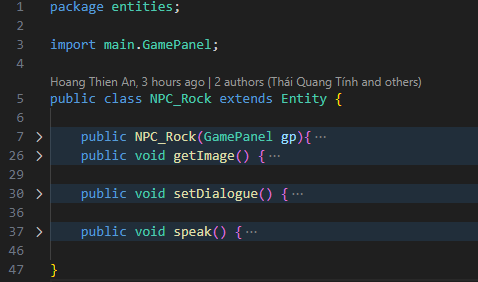 1 package entities;
2
3 import main.GamePanel;
4
Hoang Thien An, 3 hours ago | 2 authors (Thái Quang Tính and others)
5 public class NPC_Rock extends Entity {
6
7 > public NPC_Rock(GamePanel gp){ ···
26 > public void getImage() { ···
29
30 > public void setDialogue() { ···
36
37 > public void speak() { ···
46
47 }